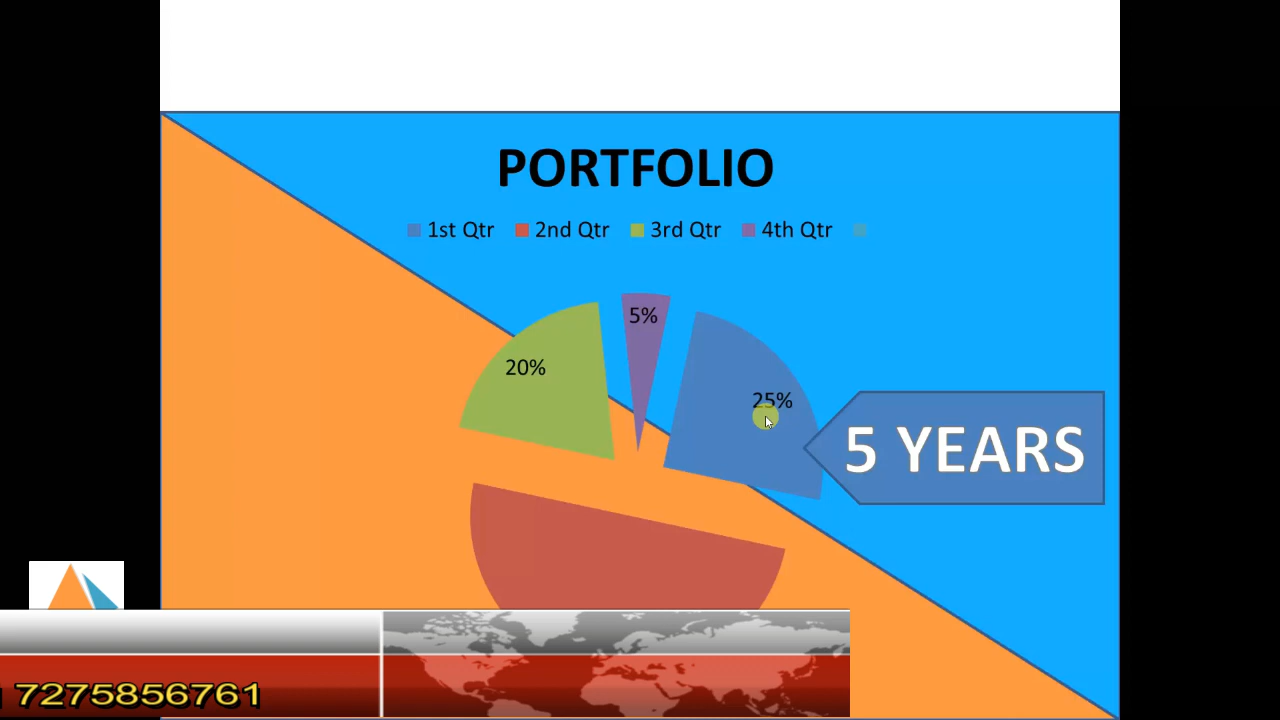 PORTFOLIO
1st Qtr 2nd Qtr 3rd Qtr 4th Qtr
5%
20%
25%
5 YEARS
7275856761